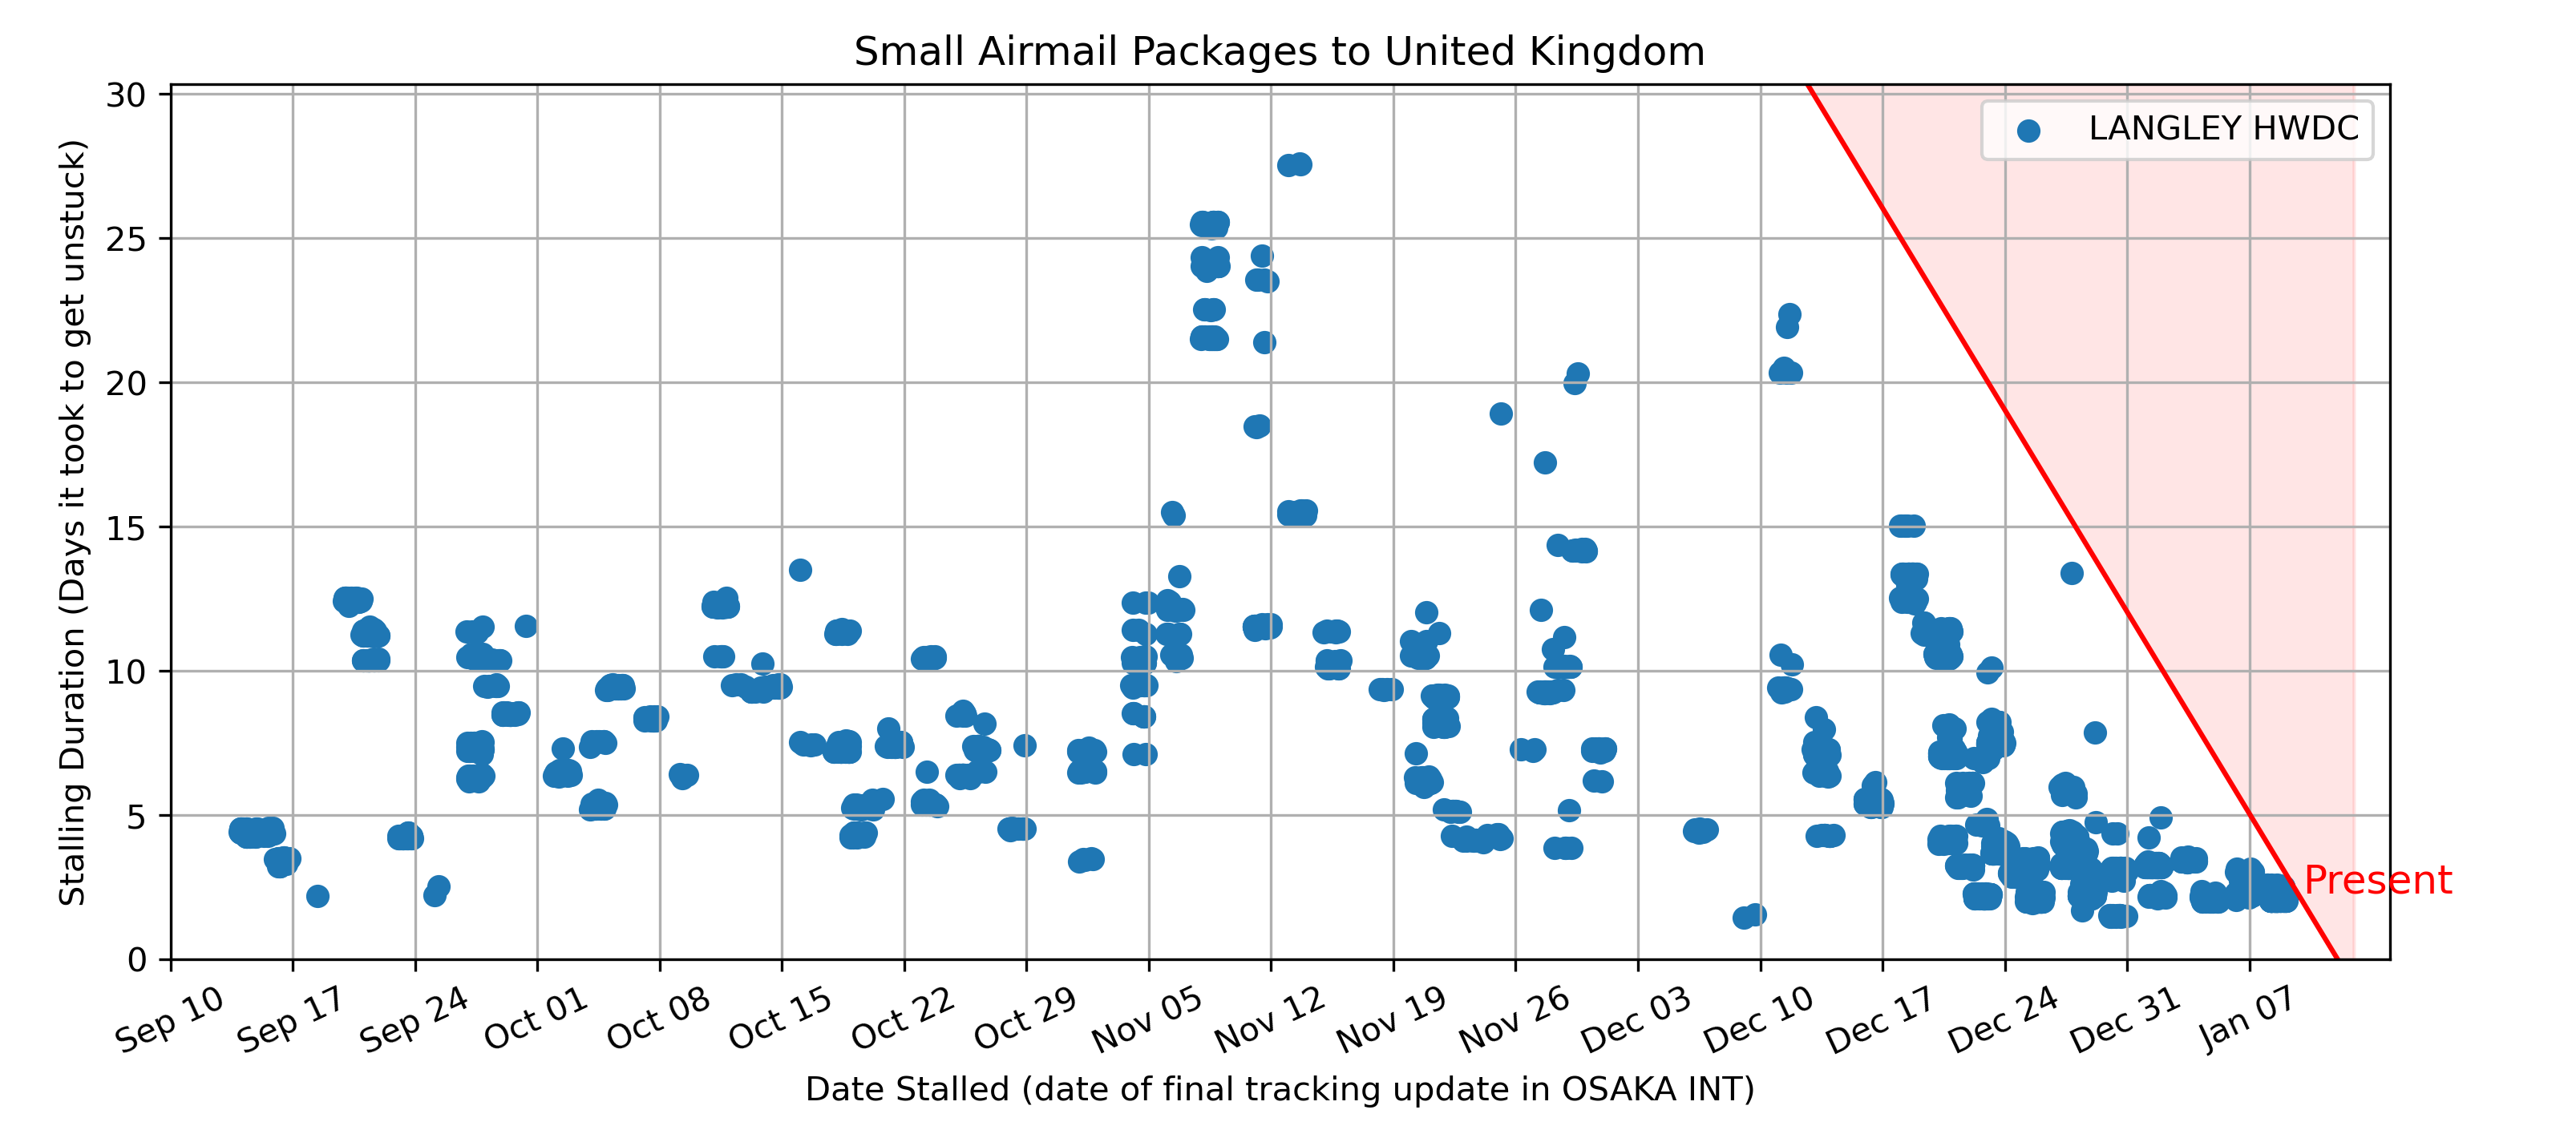 Small Airmail Packages to United Kingdom
LANGLEY HWDC
Stalling Duration (Days it took to get unstuck)
30
25
20
15
10
5
0
Present
Sep 10
Sep 17
Sep 24
Oct 01
Oct 08
Oct 15
Oct 22
Oct 29
Nov 05
Nov 12
Nov 19
Nov 26
Dec 03
Dec 10
Dec 17
Dec 24
Dec 31
Jan 07
Date Stalled (date of final tracking update in OSAKA INT)